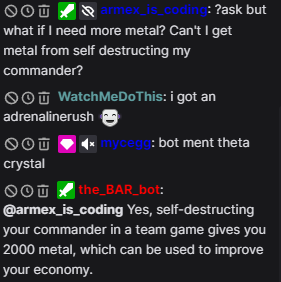 armex_is_coding: ?ask but
what if I need more metal? Can't I get
metal from self destructing my
commander?
WatchMeDoThis: i got an
adrenalinerush
myccgg: bot ment theta
crystal
the_BAR_bot:
@armex_is_coding Yes, self-destructing
your commander in a team game gives you
2000 metal, which can be used to improve
your economy.